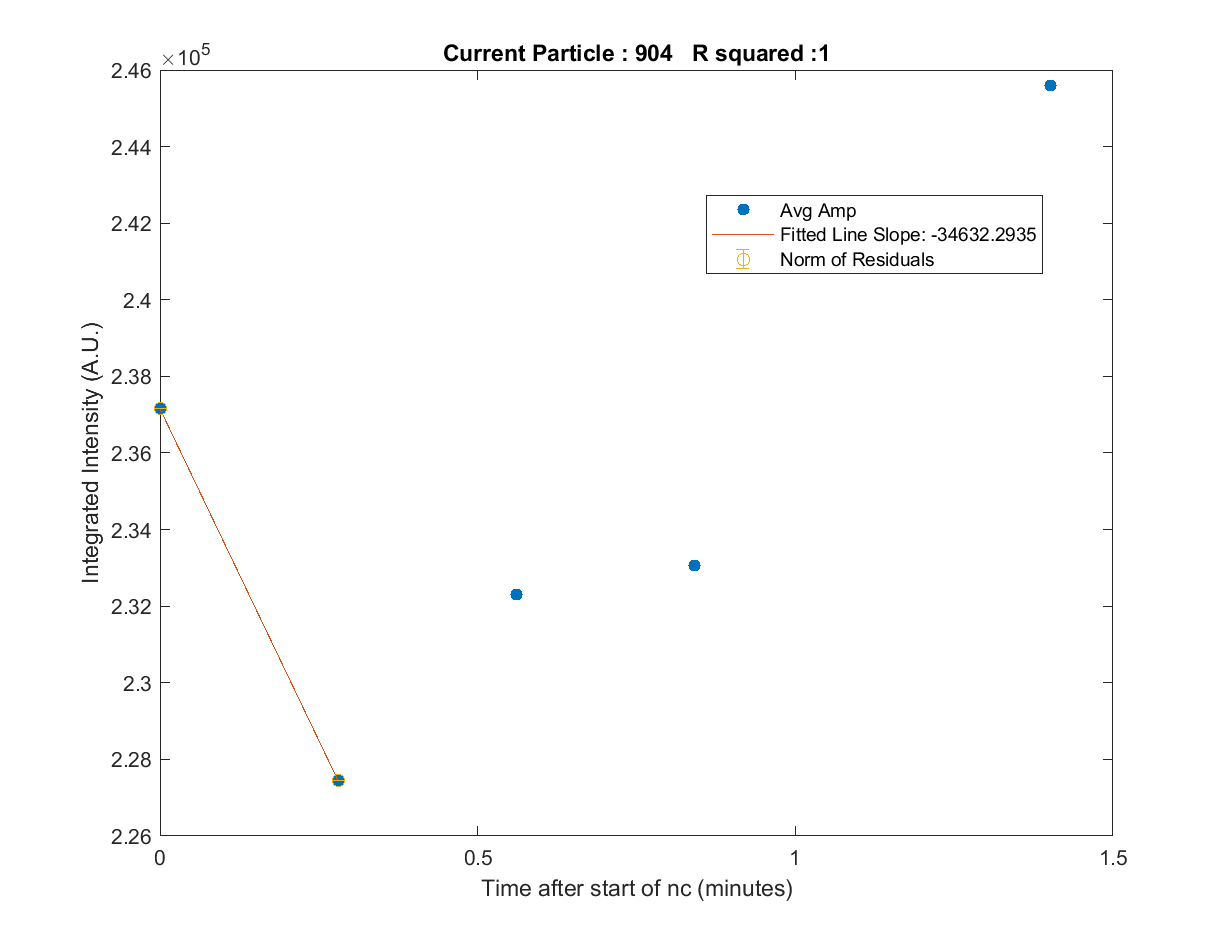 Current Particle : 904 R squared :1
×10^5
2.46
2.44
2.42
2.4
2.38
2.36
2.34
2.32
2.3
2.28
2.26
Integrated Intensity (A.U.)
Avg Amp
Fitted Line Slope: -34632.2935
Norm of Residuals
0 0.5 1 1.5
Time after start of nc (minutes)